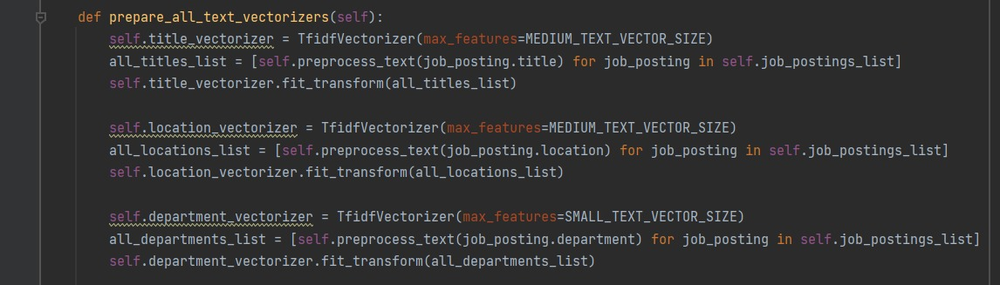 def prepare_all_text_vectorizers(self):
self.title_vectorizer = TfidfVectorizer(max_features=MEDIUM_TEXT_VECTOR_SIZE)
all_titles_list = [self.preprocess_text(job_posting.title) for job_posting in self.job_postings_list]
self.title_vectorizer.fit_transform(all_titles_list)
self.location_vectorizer = TfidfVectorizer(max_features=MEDIUM_TEXT_VECTOR_SIZE)
all_locations_list = [self.preprocess_text(job_posting.location) for job_posting in self.job_postings_list]
self.location_vectorizer.fit_transform(all_locations_list)
self.department_vectorizer = TfidfVectorizer(max_features=SMALL_TEXT_VECTOR_SIZE)
all_departments_list = [self.preprocess_text(job_posting.department) for job_posting in self.job_postings_list]
self.department_vectorizer.fit_transform(all_departments_list)